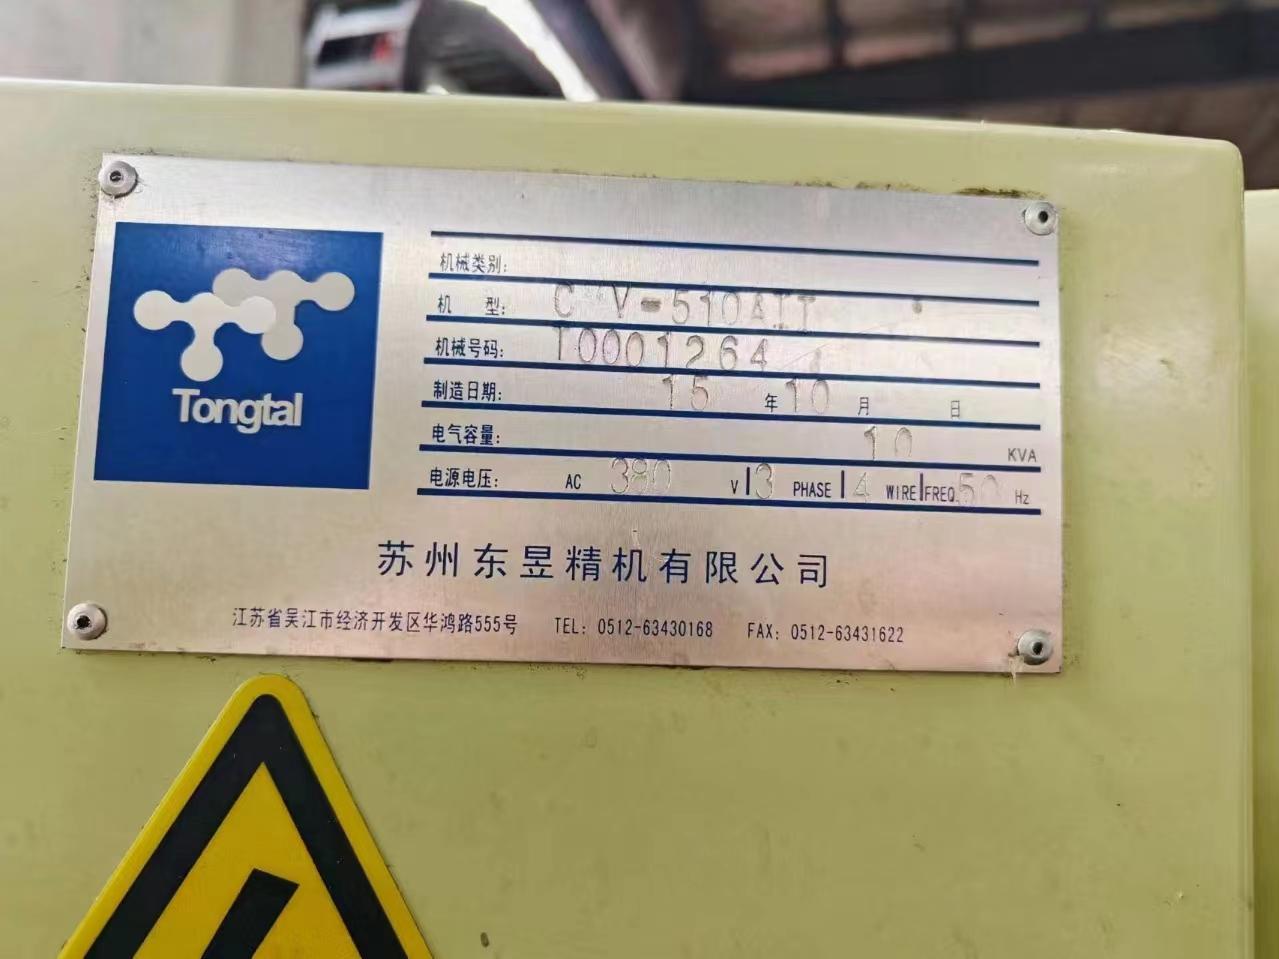 Tongtai
机械类别:
机 型: V-510AII
机械号码: T0001264
制造日期: 15 年 10 月 日
电气容量: 10 KVA
电源电压: AC 380 V 3 PHASE 4 WIRE FREQ. 50 Hz
苏州东昱精机有限公司
江苏省吴江市经济开发区华鸿路555号 TEL: 0512-63430168 FAX: 0512-63431622